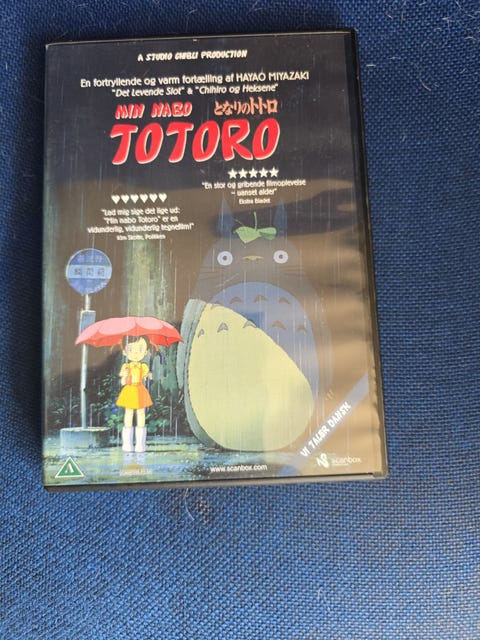 A STUDIO GHIBLI PRODUCTION
En fortryllende og varm fortælling af HAYAO MIYAZAKI
"Det Levende Slot" & "Chihiro og Heksene"
MIN NABO となりのトトロ
TOTORO
"En stor og gribende filmoplevelse
– uanset alder"
Ekstra Bladet
"Lad mig sige det lige ud:
"Min nabo Totoro" er en
vidunderlig, vidunderlig tegnefilm!"
Kim Skotte, Politiken
VI TALER DANSK
A
www.scanbox.com
scanbox